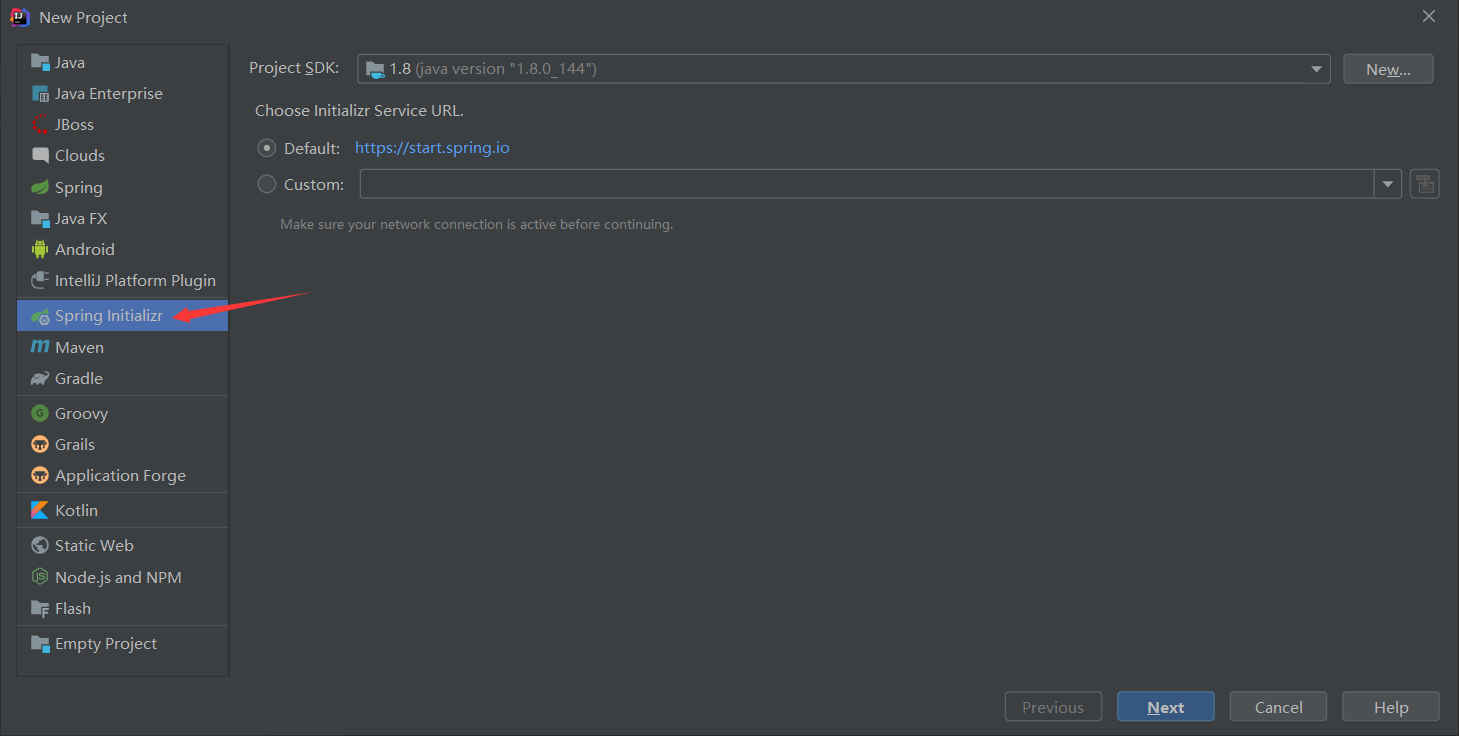 New Project
Java
Java Enterprise
JBoss
Clouds
Spring
Java FX
Android
IntelliJ Platform Plugin
Spring Initializr
Maven
Gradle
Groovy
Grails
Application Forge
Kotlin
Static Web
Node.js and NPM
Flash
Empty Project
Project SDK: 1.8 (java version "1.8.0_144") New...
Choose Initializr Service URL.
Default: https://start.spring.io
Custom:
Make sure your network connection is active before continuing.
Previous Next Cancel Help